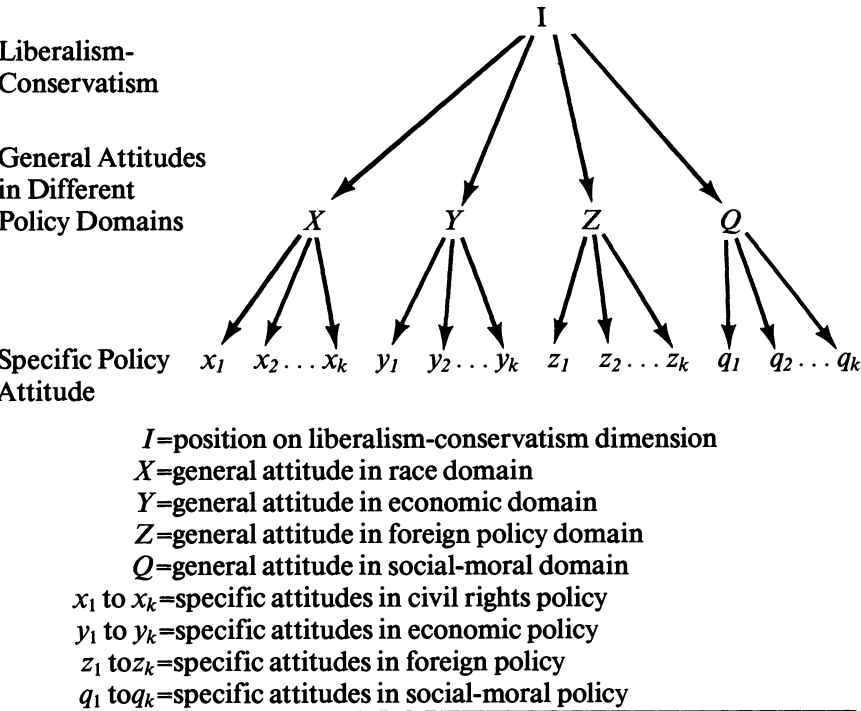 I
Liberalism-
Conservatism
General Attitudes
in Different
Policy Domains
X Y Z Q
Specific Policy
Attitude
x1 x2...xk y1 y2...yk z1 z2...zk q1 q2...qk
I=position on liberalism-conservatism dimension
X=general attitude in race domain
Y=general attitude in economic domain
Z=general attitude in foreign policy domain
Q=general attitude in social-moral domain
x1 to xk=specific attitudes in civil rights policy
y1 to yk=specific attitudes in economic policy
z1 tozk=specific attitudes in foreign policy
q1 toqk=specific attitudes in social-moral policy